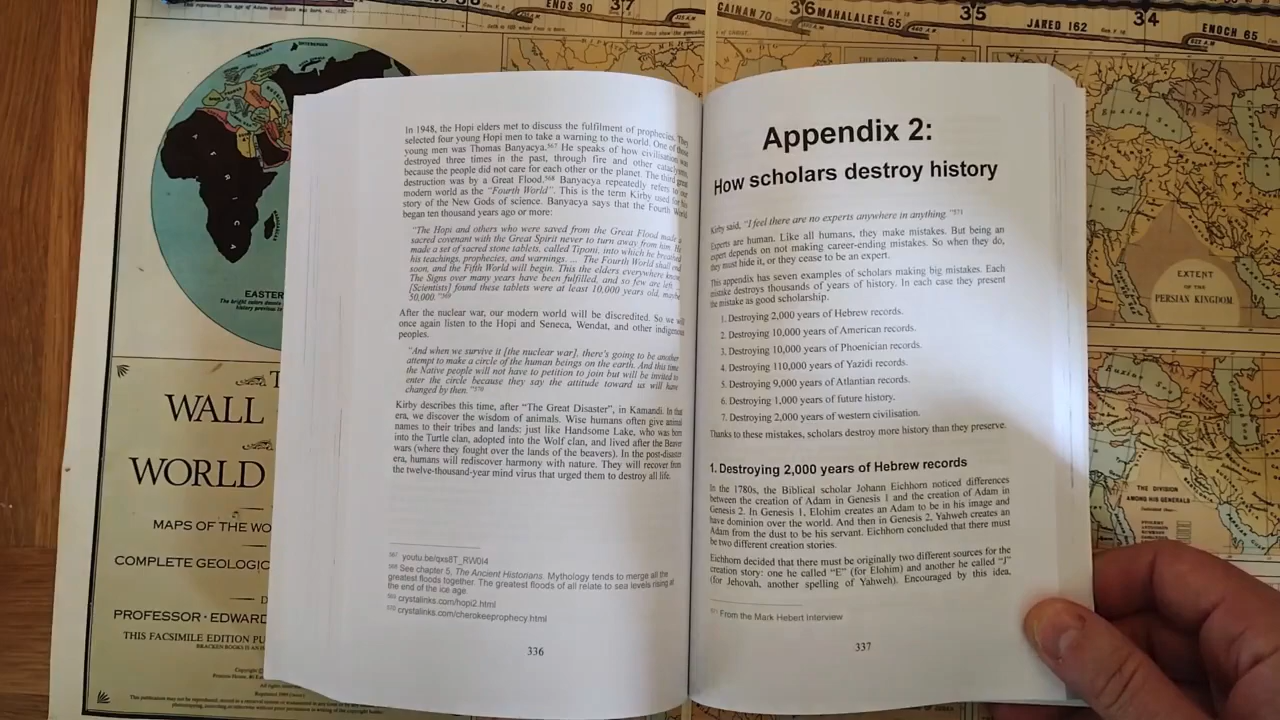 ENDS 90
37
CAINAN 70
36
MAHALALEEL 65
35
JARED 162
34
ENOCH 65
In 1948, the Hopi elders met to discuss the fulfilment of prophecies. They
selected four young Hopi men to take a warning to the world. One of those
young men was Thomas Banyacya.⁵⁶⁷ He speaks of how civilisation was
destroyed three times in the past, through fire and other cataclysms,
because the people did not care for each other or the planet. The third great
destruction was by a Great Flood.⁵⁶⁸ Banyacya repeatedly refers to our
modern world as the "Fourth World". This is the term Kirby used for his
story of the New Gods of science. Banyacya says that the Fourth World
began ten thousand years ago or more:
"The Hopi and others who were saved from the Great Flood made a
sacred covenant with the Great Spirit never to turn away from him. He
made a set of sacred stone tablets, called Tiponi, into which he breathed
his teachings, prophecies, and warnings. ... The Fourth World shall end
soon, and the Fifth World will begin. This the elders everywhere know.
The Signs over many years have been fulfilled, and so few are left. ...
[Scientists] found these tablets were at least 10,000 years old, maybe
50,000."⁵⁶⁹
After the nuclear war, our modern world will be discredited. So we will
once again listen to the Hopi and Seneca, Wendat, and other indigenous
peoples.
"And when we survive it [the nuclear war], there's going to be another
attempt to make a circle of the human beings on the earth. And this time
the Native people will not have to petition to join but will be invited to
enter the circle because they say the attitude toward us will have
changed by then."⁵⁷⁰
Kirby describes this time, after "The Great Disaster", in Kamandi. In that
era, we discover the wisdom of animals. Wise humans often give animal
names to their tribes and lands: just like Handsome Lake, who was born
into the Turtle clan, adopted into the Wolf clan, and lived after the Beaver
wars (where they fought over the lands of the beavers). In the post-disaster
era, humans will rediscover harmony with nature. They will recover from
the twelve-thousand-year mind virus that urged them to destroy all life.
⁵⁶⁷ youtu.be/qxs8T_RWDI4
⁵⁶⁸ See chapter 5, The Ancient Historians. Mythology tends to merge all the
greatest floods together. The greatest floods of all relate to sea levels rising at
the end of the ice age.
⁵⁶⁹ crystalinks.com/hopi2.html
⁵⁷⁰ crystalinks.com/cherokeeprophecy.html
336
Appendix 2:
How scholars destroy history
Kirby said, "I feel there are no experts anywhere in anything."⁵⁷¹
Experts are human. Like all humans, they make mistakes. But being an
expert depends on not making career-ending mistakes. So when they do,
they must hide it, or they cease to be an expert.
This appendix has seven examples of scholars making big mistakes. Each
mistake destroys thousands of years of history. In each case they present
the mistake as good scholarship.
1. Destroying 2,000 years of Hebrew records.
2. Destroying 10,000 years of American records.
3. Destroying 10,000 years of Phoenician records.
4. Destroying 110,000 years of Yazidi records.
5. Destroying 9,000 years of Atlantian records.
6. Destroying 1,000 years of future history.
7. Destroying 2,000 years of western civilisation.
Thanks to these mistakes, scholars destroy more history than they preserve.
1. Destroying 2,000 years of Hebrew records
In the 1780s, the Biblical scholar Johann Eichhorn noticed differences
between the creation of Adam in Genesis 1 and the creation of Adam in
Genesis 2. In Genesis 1, Elohim creates an Adam to be in his image and
have dominion over the world. And then in Genesis 2, Yahweh creates an
Adam from the dust to be his servant. Eichhorn concluded that there must
be two different creation stories.
Eichhorn decided that there must be originally two different sources for the
creation story: one he called "E" (for Elohim) and another he called "J"
(for Jehovah, another spelling of Yahweh). Encouraged by this idea,
⁵⁷¹ From the Mark Hebert Interview
337
RUSSIA
AFRICA
EASTER
WALL
WORLD
MAPS OF THE WO
COMPLETE GEOLOGIC
PROFESSOR · EDWARD
THIS FACSIMILE EDITION PU
EXTENT
OF THE
PERSIAN KINGDOM
THE DIVISION
AMONG HIS GENERALS